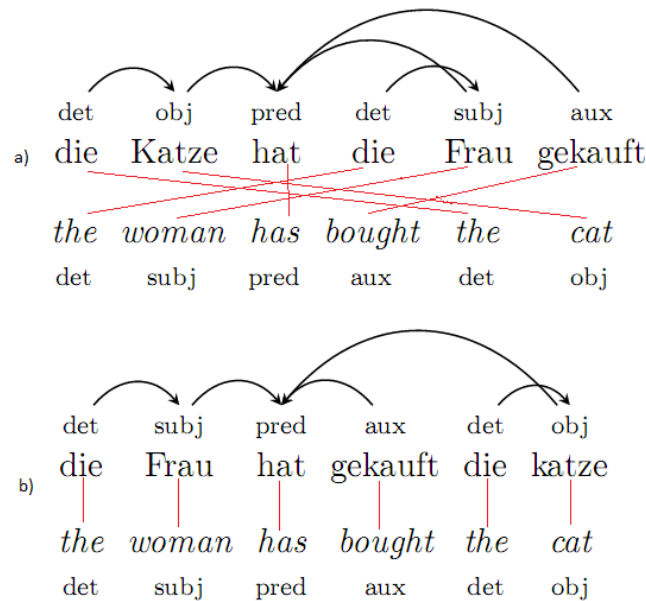 det obj pred det subj aux
a) die Katze hat die Frau gekauft
the woman has bought the cat
det subj pred aux det obj
det subj pred aux det obj
b) die Frau hat gekauft die katze
the woman has bought the cat
det subj pred aux det obj